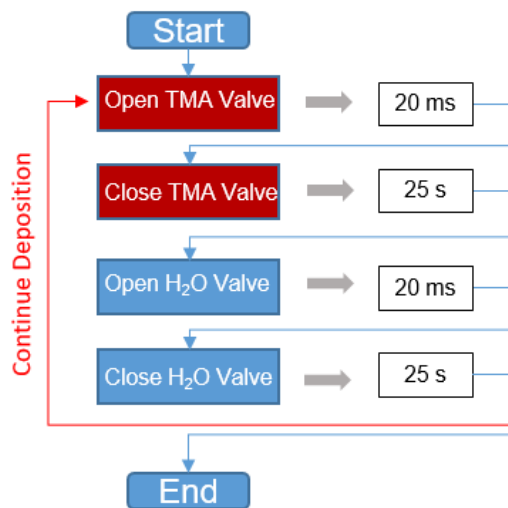 Start
Open TMA Valve
20 ms
Close TMA Valve
25 s
Open H₂O Valve
20 ms
Close H₂O Valve
25 s
Continue Deposition
End